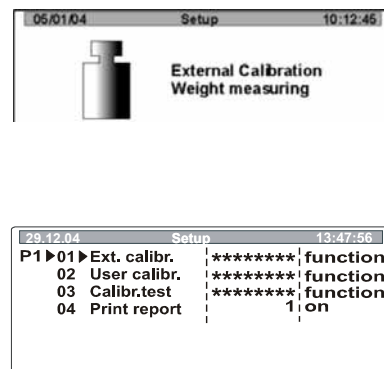 05/01/04 Setup 10:12:45
External Calibration
Weight measuring
29.12.04 Setup 13:47:56
P1 01 Ext. calibr. ******** function
02 User calibr. ******** function
03 Calibr.test ******** function
04 Print report 1 on